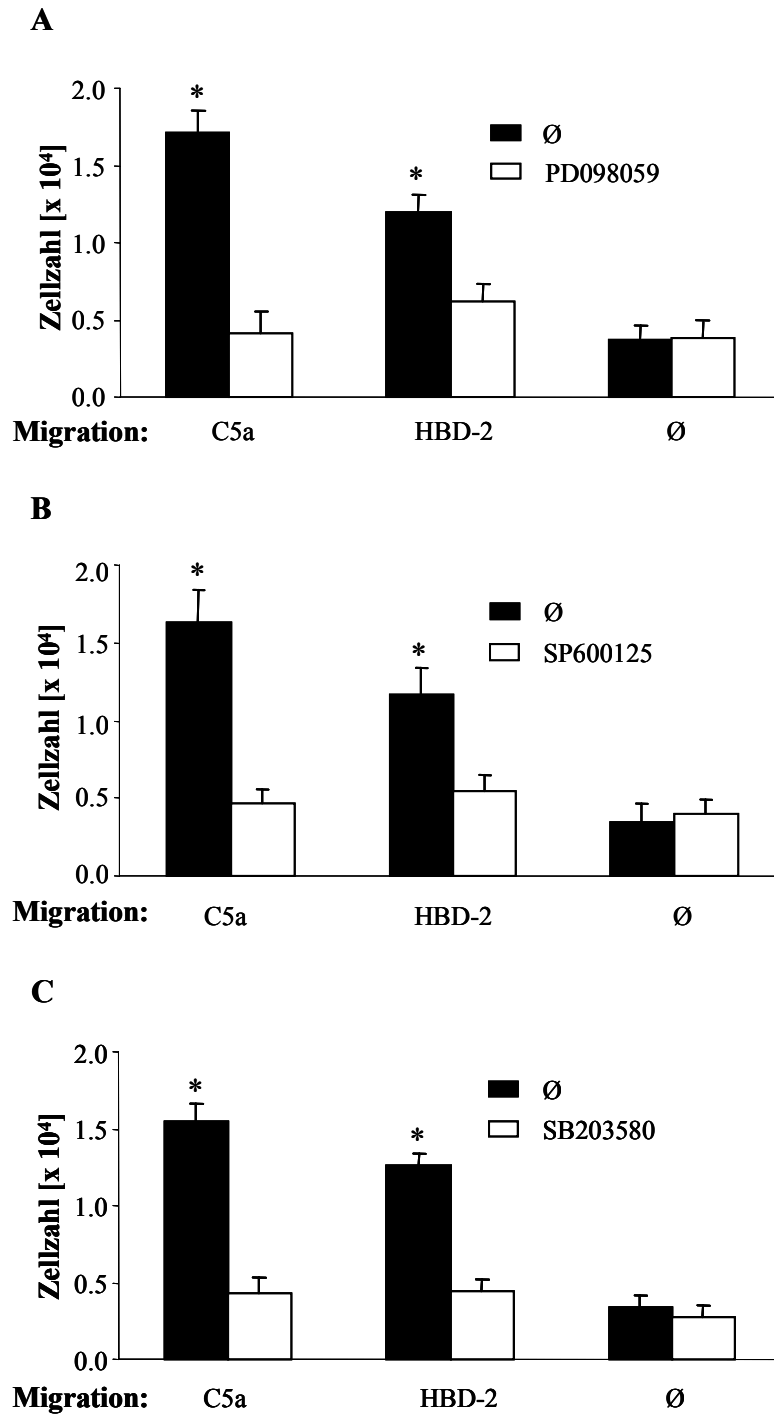 A
Zellzahl [x 10⁴]
2.0
1.5
1.0
0.5
0.0
*
*
Ø
PD098059
Migration: C5a HBD-2 Ø
B
Zellzahl [x 10⁴]
2.0
1.5
1.0
0.5
0.0
*
*
Ø
SP600125
Migration: C5a HBD-2 Ø
C
Zellzahl [x 10⁴]
2.0
1.5
1.0
0.5
0.0
*
*
Ø
SB203580
Migration: C5a HBD-2 Ø